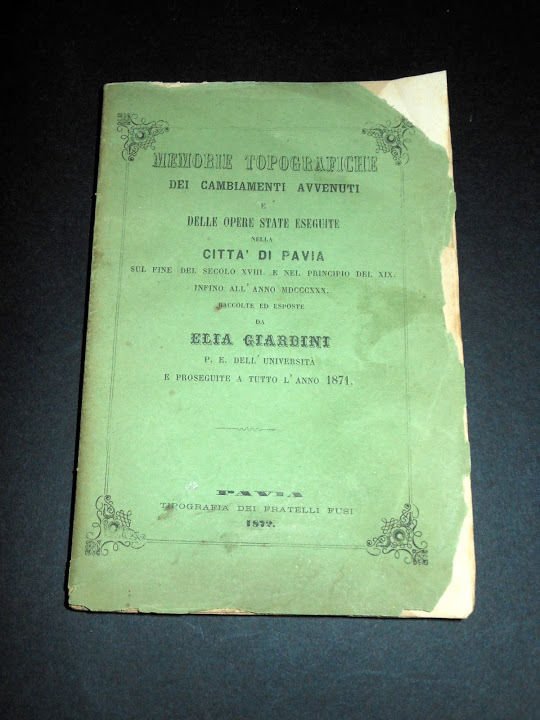 MEMORIE TOPOGRAFICHE
DEI CAMBIAMENTI AVVENUTI
E
DELLE OPERE STATE ESEGUITE
NELLA
CITTA' DI PAVIA
SUL FINE DEL SECOLO XVIII. E NEL PRINCIPIO DEL XIX.
INFINO ALL'ANNO MDCCCXXX.
RACCOLTE ED ESPOSTE
DA
ELIA GIARDINI
P. E. DELL'UNIVERSITÀ
E PROSEGUITE A TUTTO L'ANNO 1871.
PAVIA
TIPOGRAFIA DEI FRATELLI FUSI
1872.